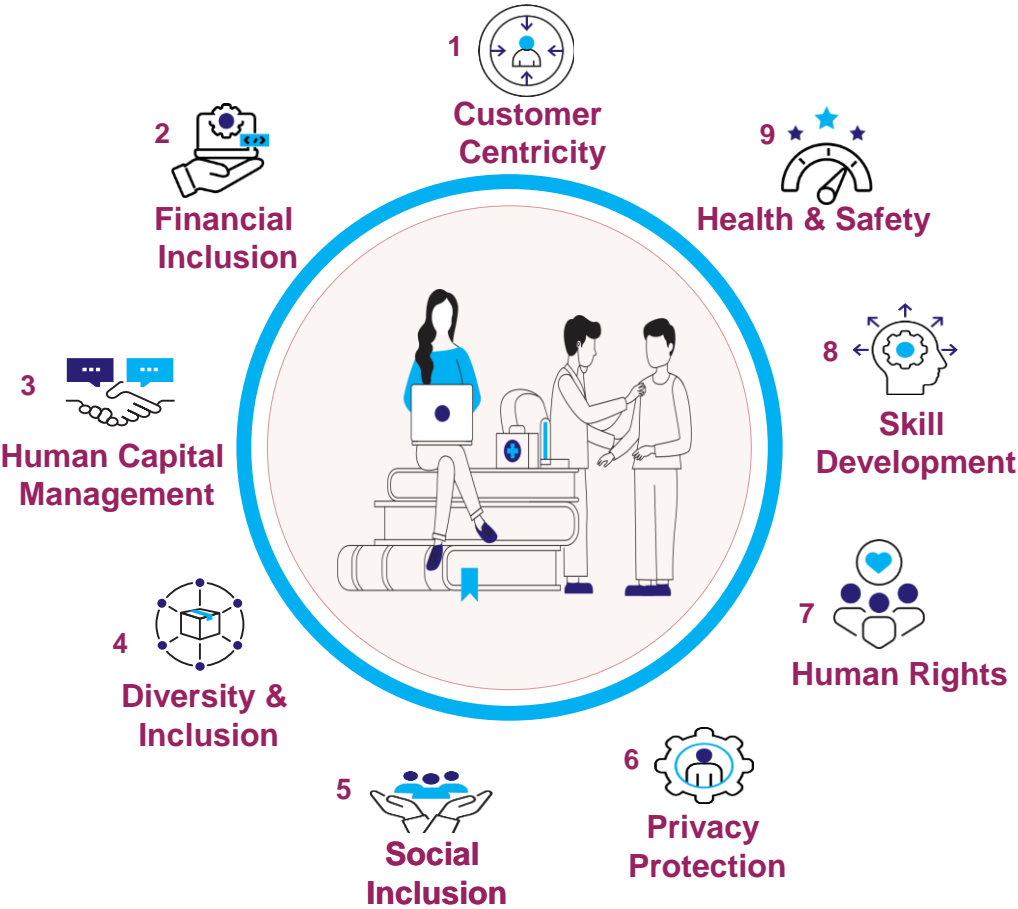 1
Customer
Centricity
2
Financial
Inclusion
3
Human Capital
Management
4
Diversity &
Inclusion
5
Social
Inclusion
6
Privacy
Protection
7
Human Rights
8
Skill
Development
9
Health & Safety